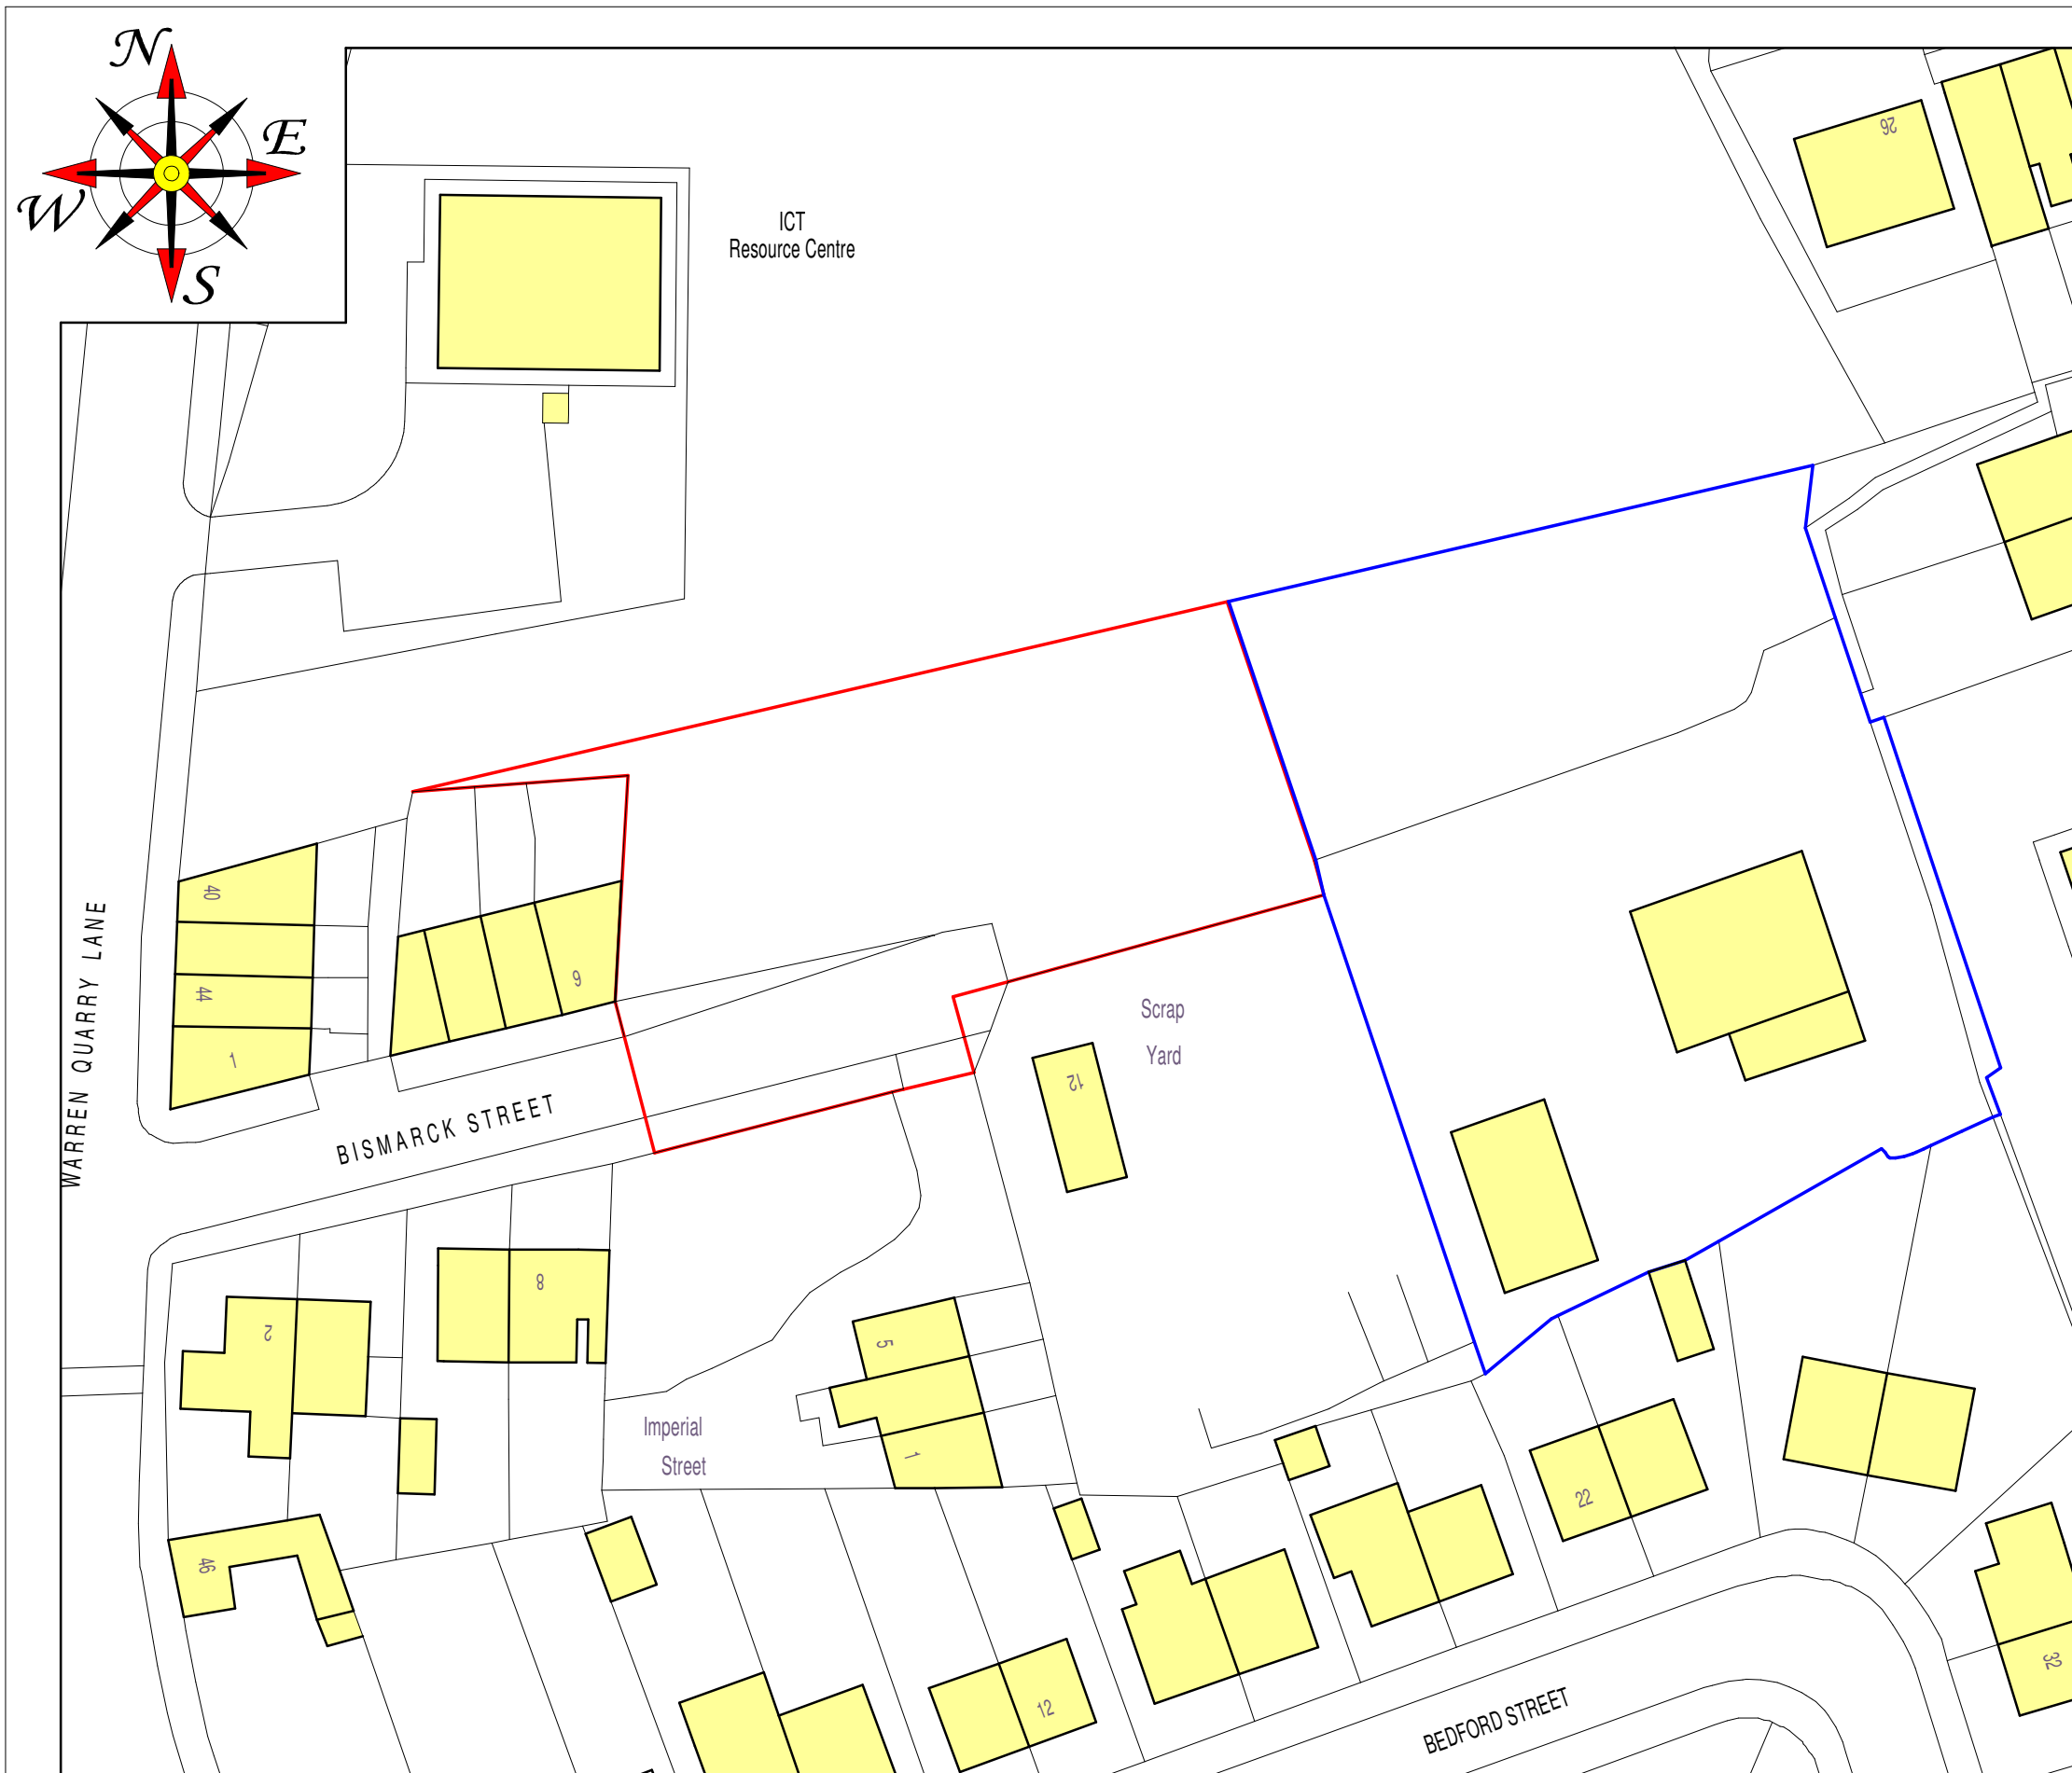 N
E
W
S
ICT
Resource Centre
26
40
44
1
9
WARREN QUARRY LANE
BISMARCK STREET
Scrap
Yard
12
2
8
5
1
Imperial
Street
46
12
22
32
BEDFORD STREET